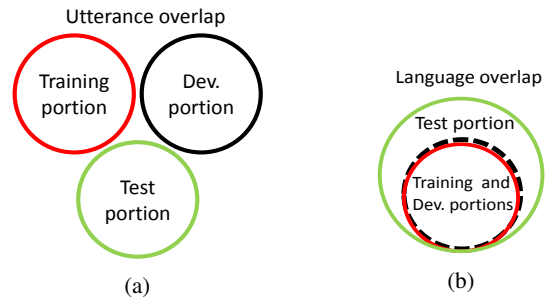 Utterance overlap
Training
portion
Dev.
portion
Test
portion
(a)
Language overlap
Test portion
Training and
Dev. portions
(b)